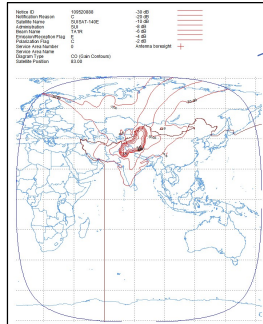 Notice ID 109520800 -30 dB
Notification Reason C -20 dB
Satellite Name SUISAT-140E -10 dB
Administration SUI -8 dB
Beam Name TA1R -6 dB
Emission/Reception Flag E -4 dB
Polarization Flag C -2 dB
Service Area Number 0 Antenna boresight +
Service Area Name
Diagram Type CO (Gain Contours)
Satellite Position 83.00